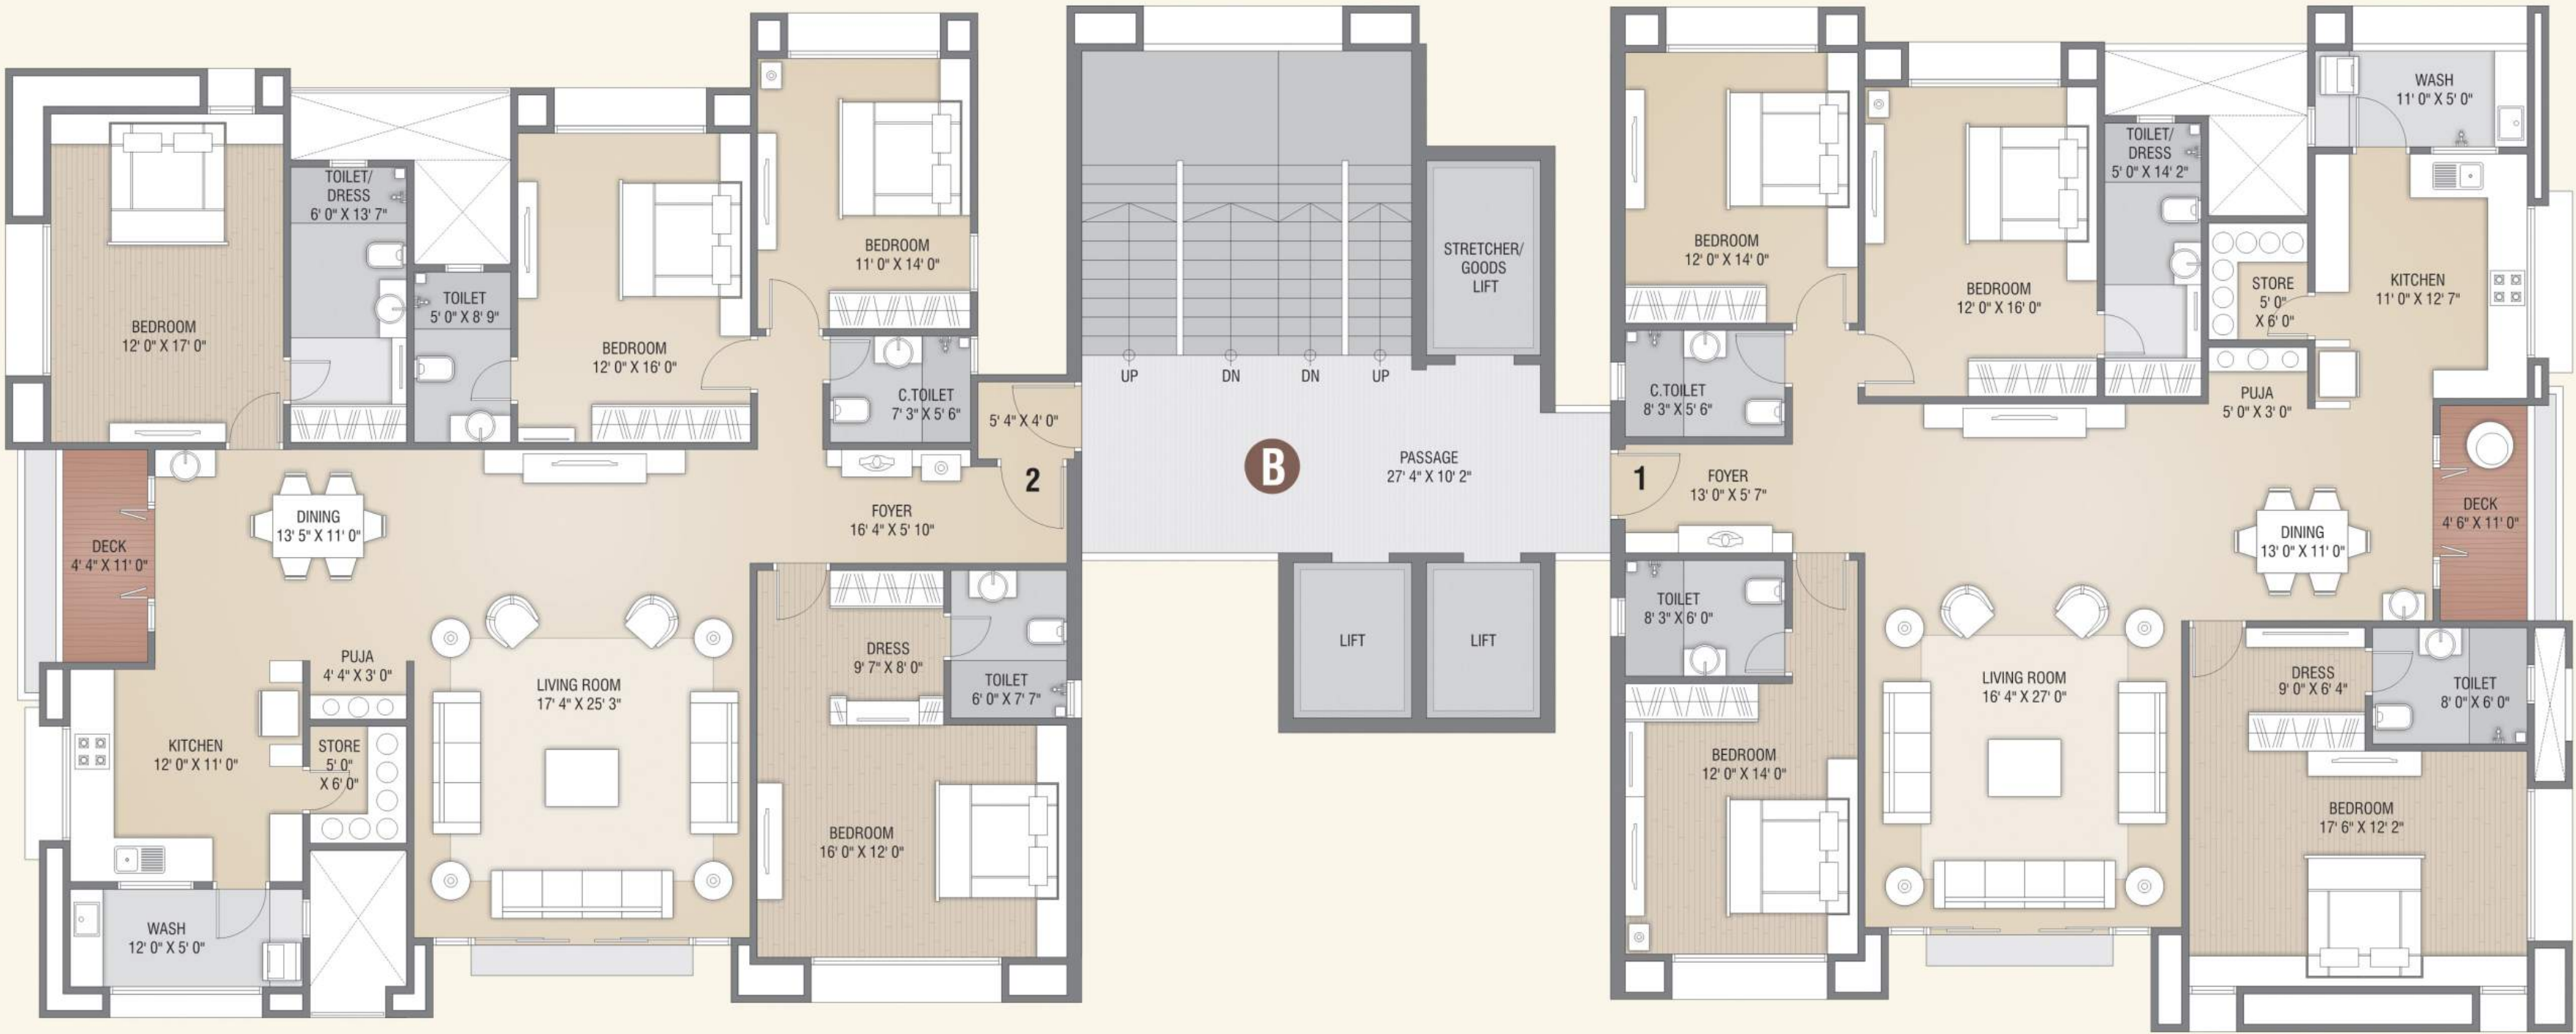 BEDROOM
12' 0" X 17' 0"
TOILET/
DRESS
6' 0" X 13' 7"
TOILET
5' 0" X 8' 9"
BEDROOM
12' 0" X 16' 0"
BEDROOM
11' 0" X 14' 0"
C.TOILET
7' 3" X 5' 6"
5' 4" X 4' 0"
2
FOYER
16' 4" X 5' 10"
DECK
4' 4" X 11' 0"
DINING
13' 5" X 11' 0"
PUJA
4' 4" X 3' 0"
LIVING ROOM
17' 4" X 25' 3"
KITCHEN
12' 0" X 11' 0"
STORE
5' 0"
X 6' 0"
WASH
12' 0" X 5' 0"
DRESS
9' 7" X 8' 0"
TOILET
6' 0" X 7' 7"
BEDROOM
16' 0" X 12' 0"
UP
DN
DN
UP
STRETCHER/
GOODS
LIFT
B
PASSAGE
27' 4" X 10' 2"
LIFT
LIFT
BEDROOM
12' 0" X 14' 0"
BEDROOM
12' 0" X 16' 0"
TOILET/
DRESS
5' 0" X 14' 2"
WASH
11' 0" X 5' 0"
STORE
5' 0"
X 6' 0"
KITCHEN
11' 0" X 12' 7"
C.TOILET
8' 3" X 5' 6"
PUJA
5' 0" X 3' 0"
1
FOYER
13' 0" X 5' 7"
DINING
13' 0" X 11' 0"
DECK
4' 6" X 11' 0"
TOILET
8' 3" X 6' 0"
LIVING ROOM
16' 4" X 27' 0"
DRESS
9' 0" X 6' 4"
TOILET
8' 0" X 6' 0"
BEDROOM
12' 0" X 14' 0"
BEDROOM
17' 6" X 12' 2"